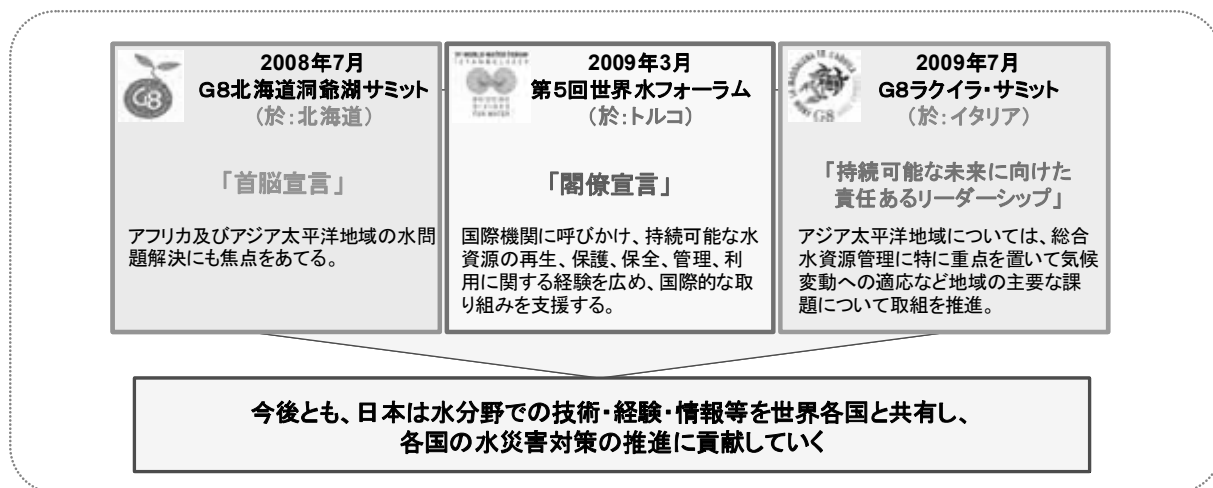 2008年7月
G8北海道洞爺湖サミット
(於:北海道)
「首脳宣言」
アフリカ及びアジア太平洋地域の水問
題解決にも焦点をあてる。
2009年3月
第5回世界水フォーラム
(於:トルコ)
「閣僚宣言」
国際機関に呼びかけ、持続可能な水
資源の再生、保護、保全、管理、利
用に関する経験を広め、国際的な取
り組みを支援する。
2009年7月
G8ラクイラ・サミット
(於:イタリア)
「持続可能な未来に向けた
責任あるリーダーシップ」
アジア太平洋地域については、総合
水資源管理に特に重点を置いて気候
変動への適応など地域の主要な課
題について取組を推進。
G8
G8
今後とも、日本は水分野での技術・経験・情報等を世界各国と共有し、
各国の水災害対策の推進に貢献していく